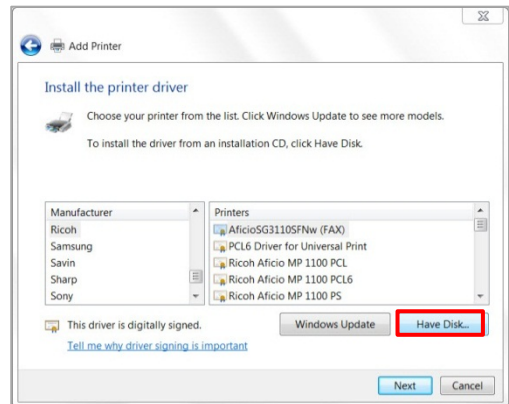 Add Printer
Install the printer driver
Choose your printer from the list. Click Windows Update to see more models.
To install the driver from an installation CD, click Have Disk.
Manufacturer
Ricoh
Samsung
Savin
Sharp
Sony
Printers
AficioSG3110SFNw (FAX)
PCL6 Driver for Universal Print
Ricoh Aficio MP 1100 PCL
Ricoh Aficio MP 1100 PCL6
Ricoh Aficio MP 1100 PS
This driver is digitally signed.
Tell me why driver signing is important
Windows Update
Have Disk...
Next
Cancel